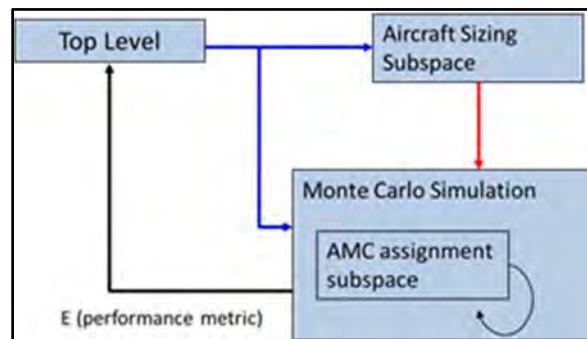 Top Level
Aircraft Sizing
Subspace
Monte Carlo Simulation
AMC assignment
subspace
E (performance metric)